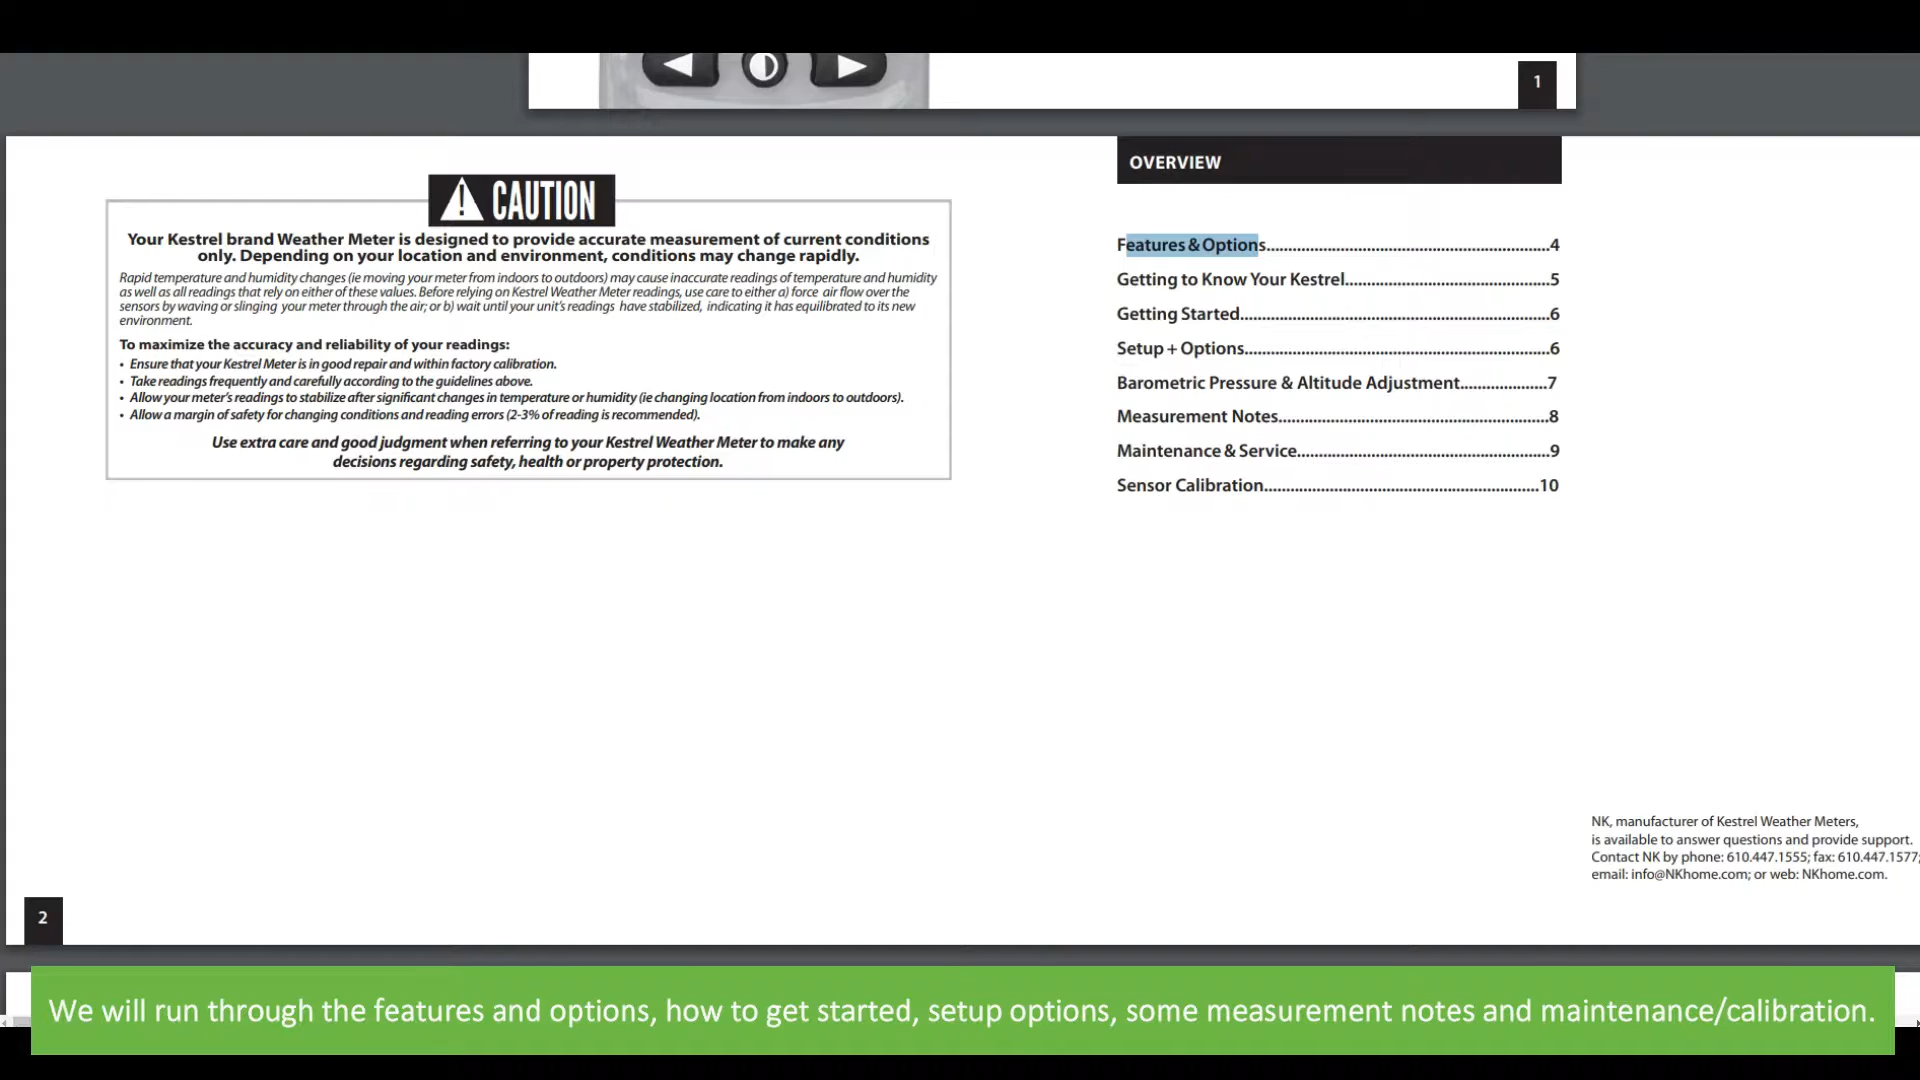 1
CAUTION
Your Kestrel brand Weather Meter is designed to provide accurate measurement of current conditions
only. Depending on your location and environment, conditions may change rapidly.
Rapid temperature and humidity changes (ie moving your meter from indoors to outdoors) may cause inaccurate readings of temperature and humidity
as well as all readings that rely on either of these values. Before relying on Kestrel Weather Meter readings, use care to either a) force air flow over the
sensors by waving or slinging your meter through the air; or b) wait until your unit's readings have stabilized, indicating it has equilibrated to its new
environment.
To maximize the accuracy and reliability of your readings:
• Ensure that your Kestrel Meter is in good repair and within factory calibration.
• Take readings frequently and carefully according to the guidelines above.
• Allow your meter's readings to stabilize after significant changes in temperature or humidity (ie changing location from indoors to outdoors).
• Allow a margin of safety for changing conditions and reading errors (2-3% of reading is recommended).
Use extra care and good judgment when referring to your Kestrel Weather Meter to make any
decisions regarding safety, health or property protection.
2
OVERVIEW
Features & Options...............................................................4
Getting to Know Your Kestrel..............................................5
Getting Started.....................................................................6
Setup + Options....................................................................6
Barometric Pressure & Altitude Adjustment...................7
Measurement Notes.............................................................8
Maintenance & Service.........................................................9
Sensor Calibration..............................................................10
NK, manufacturer of Kestrel Weather Meters,
is available to answer questions and provide support.
Contact NK by phone: 610.447.1555; fax: 610.447.1577;
email: info@NKhome.com; or web: NKhome.com.
We will run through the features and options, how to get started, setup options, some measurement notes and maintenance/calibration.